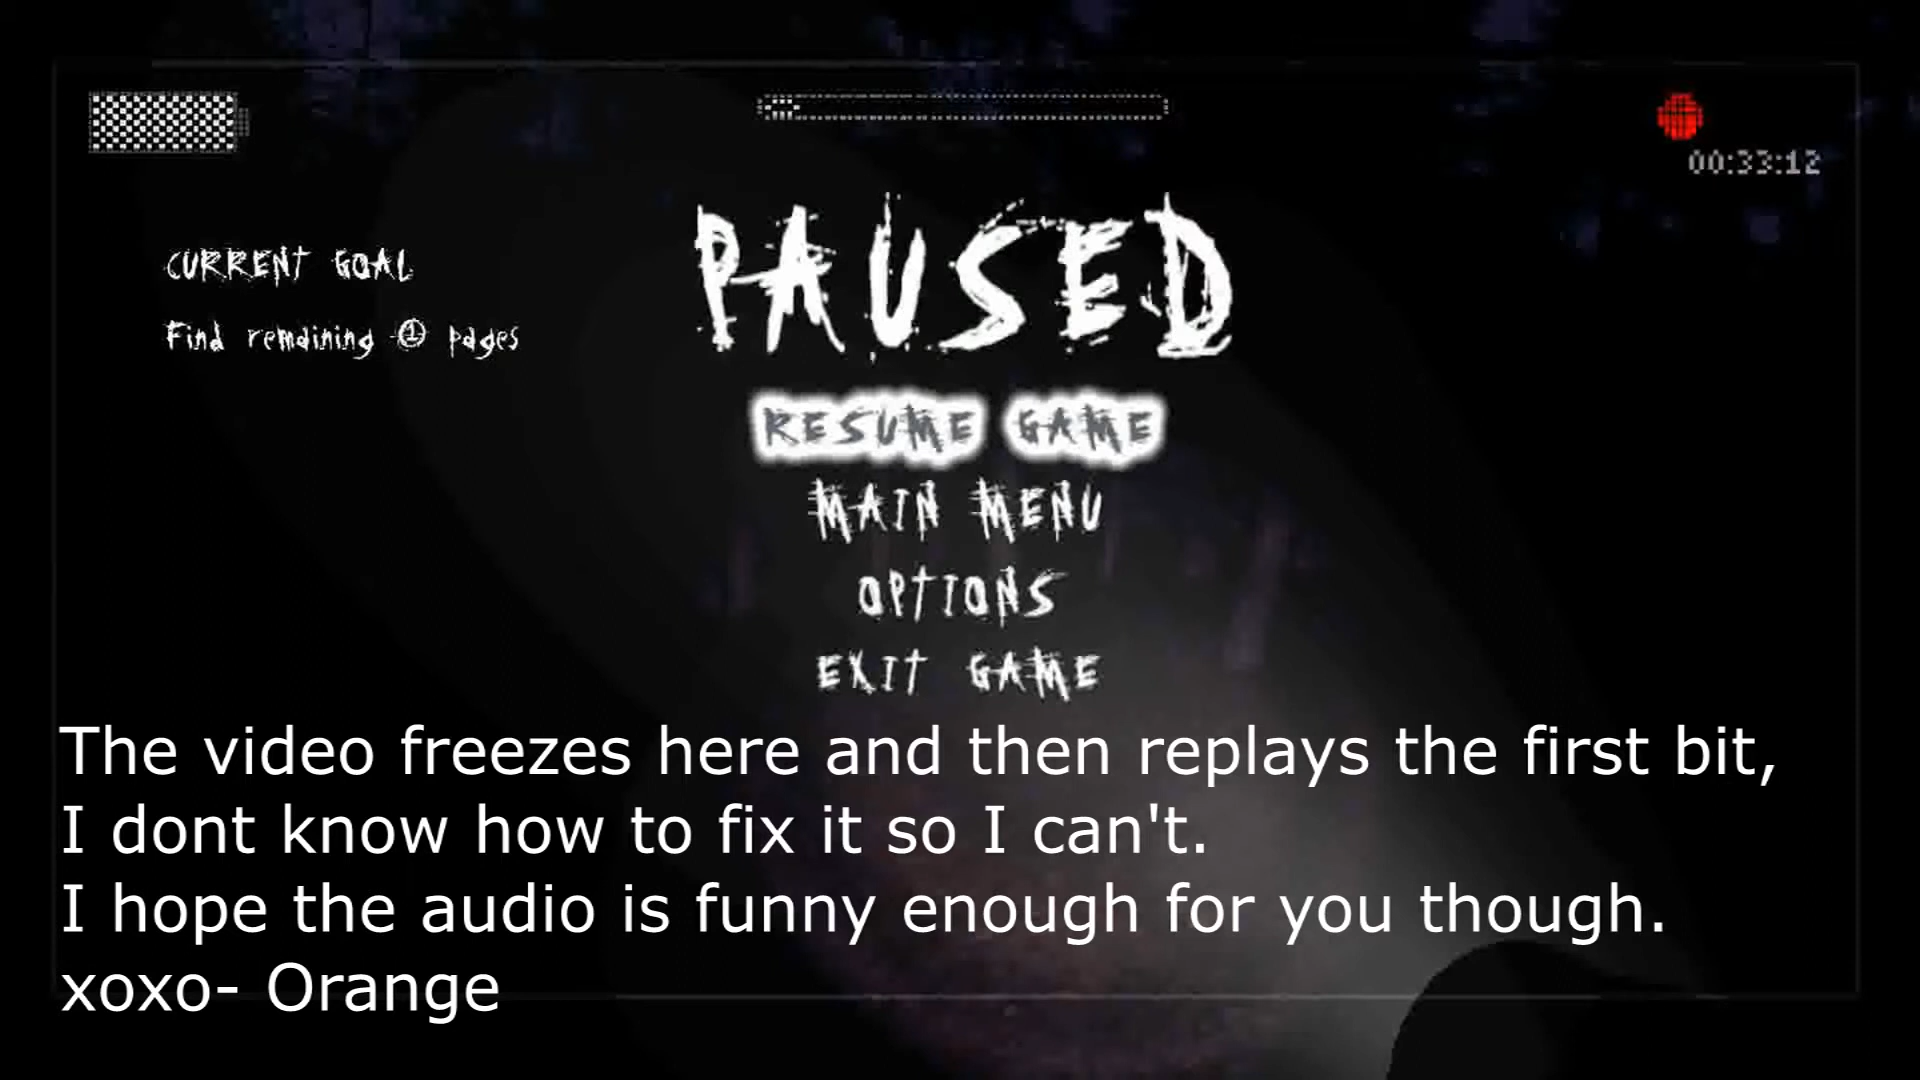 00:33:12
PAUSED
CURRENT GOAL
Find remaining 1 pages
RESUME GAME
MAIN MENU
OPTIONS
EXIT GAME
The video freezes here and then replays the first bit,
I dont know how to fix it so I can't.
I hope the audio is funny enough for you though.
xoxo- Orange